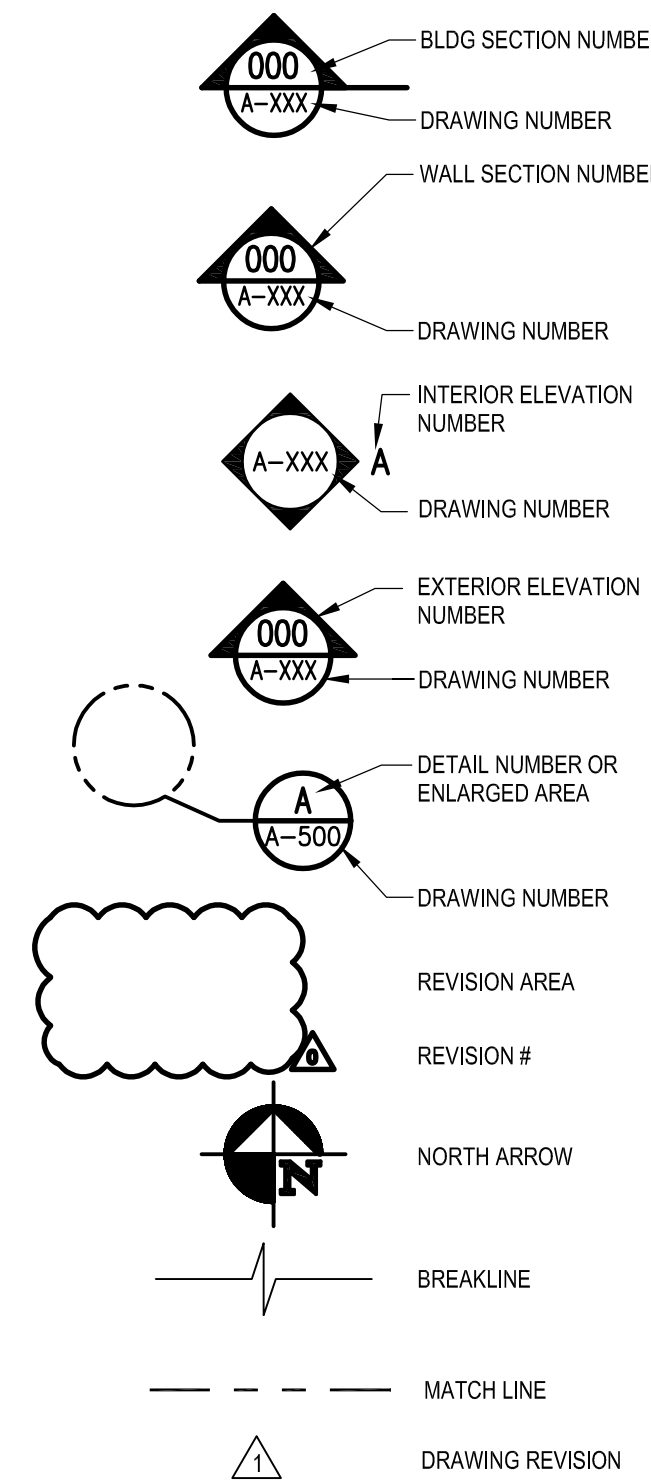 000
BLDG SECTION NUMBE
A-XXX
DRAWING NUMBER
WALL SECTION NUMBE
000
A-XXX
DRAWING NUMBER
INTERIOR ELEVATION
NUMBER
A-XXX
A
DRAWING NUMBER
EXTERIOR ELEVATION
NUMBER
000
A-XXX
DRAWING NUMBER
DETAIL NUMBER OR
ENLARGED AREA
A
A-500
DRAWING NUMBER
REVISION AREA
0
REVISION #
N
NORTH ARROW
BREAKLINE
MATCH LINE
1
DRAWING REVISION